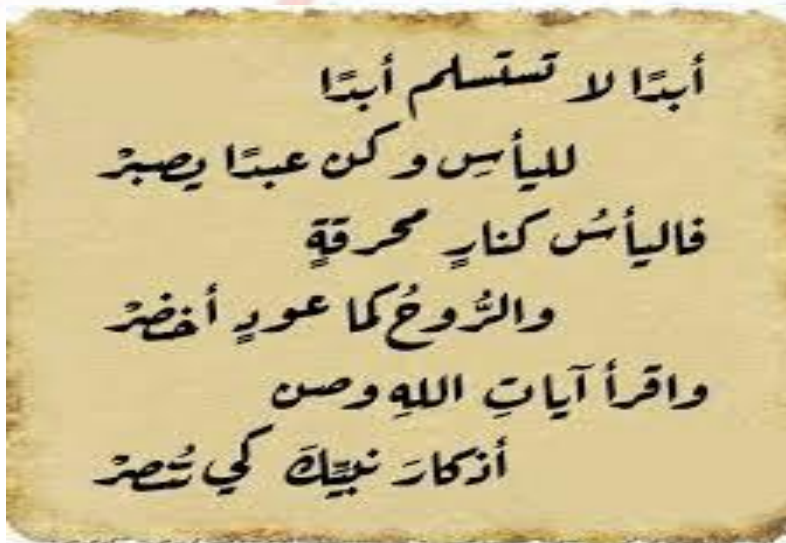 أبدًا لا تستسلم أبدًا
لليأسِ و كن عبدًا يصبرْ
فاليأسُ كنارٍ محرقةٍ
والرُّوحُ كما عودٍ أخضرْ
واقرأ آياتِ اللهِ وصن
أذكارَ نبيِّكَ كي تُنصرْ